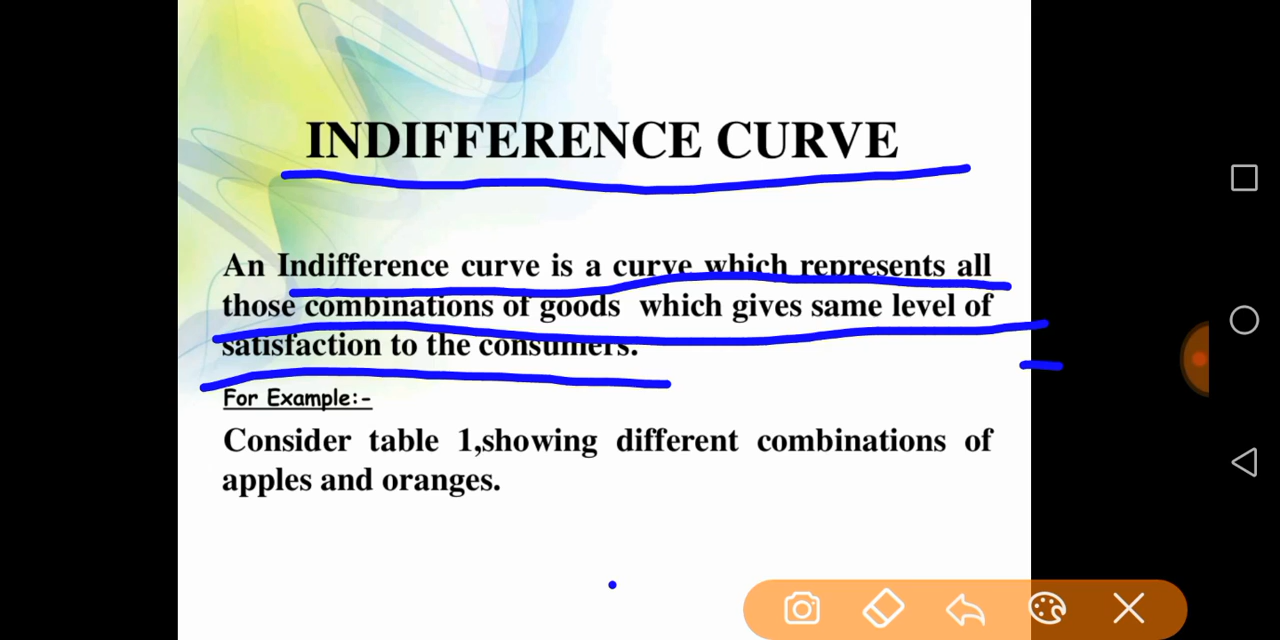 INDIFFERENCE CURVE
An Indifference curve is a curve which represents all
those combinations of goods which gives same level of
satisfaction to the consumers.
For Example:-
Consider table 1,showing different combinations of
apples and oranges.